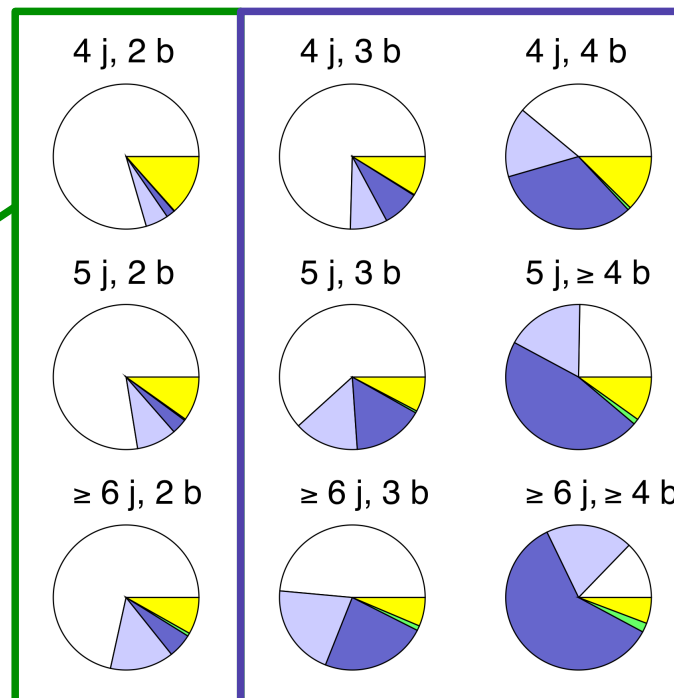 4 j, 2 b
4 j, 3 b
4 j, 4 b
5 j, 2 b
5 j, 3 b
5 j, ≥ 4 b
≥ 6 j, 2 b
≥ 6 j, 3 b
≥ 6 j, ≥ 4 b